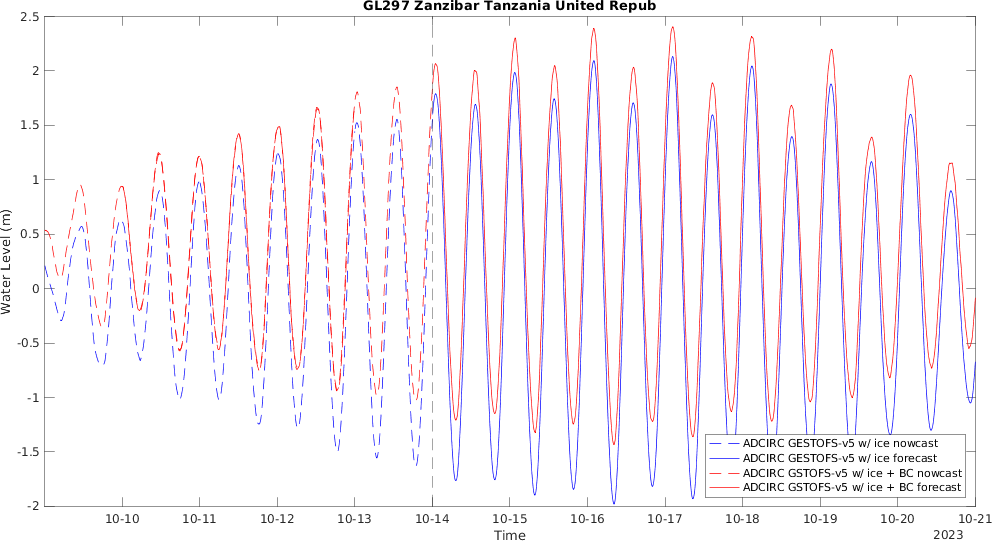 GL297 Zanzibar Tanzania United Repub
Water Level (m)
2.5
2
1.5
1
0.5
0
-0.5
-1
-1.5
-2
ADCIRC GESTOFS-v5 w/ ice nowcast
ADCIRC GESTOFS-v5 w/ ice forecast
ADCIRC GSTOFS-v5 w/ ice + BC nowcast
ADCIRC GSTOFS-v5 w/ ice + BC forecast
10-10 10-11 10-12 10-13 10-14 10-15 10-16 10-17 10-18 10-19 10-20 10-21
Time
2023